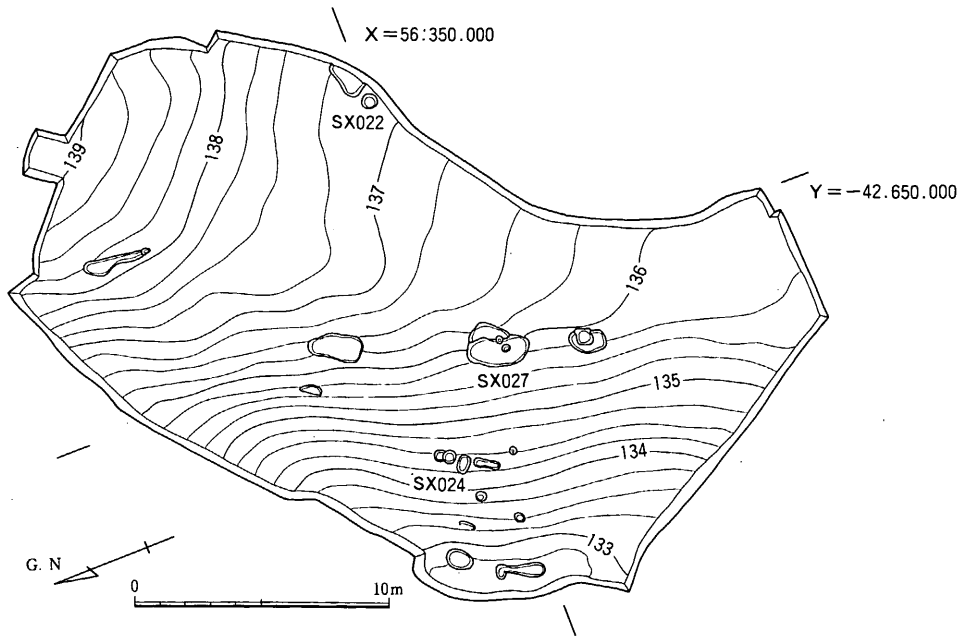 X=56.350.000
SX022
139
138
137
Y=-42.650.000
136
SX027
135
134
SX024
133
G. N
0 10m